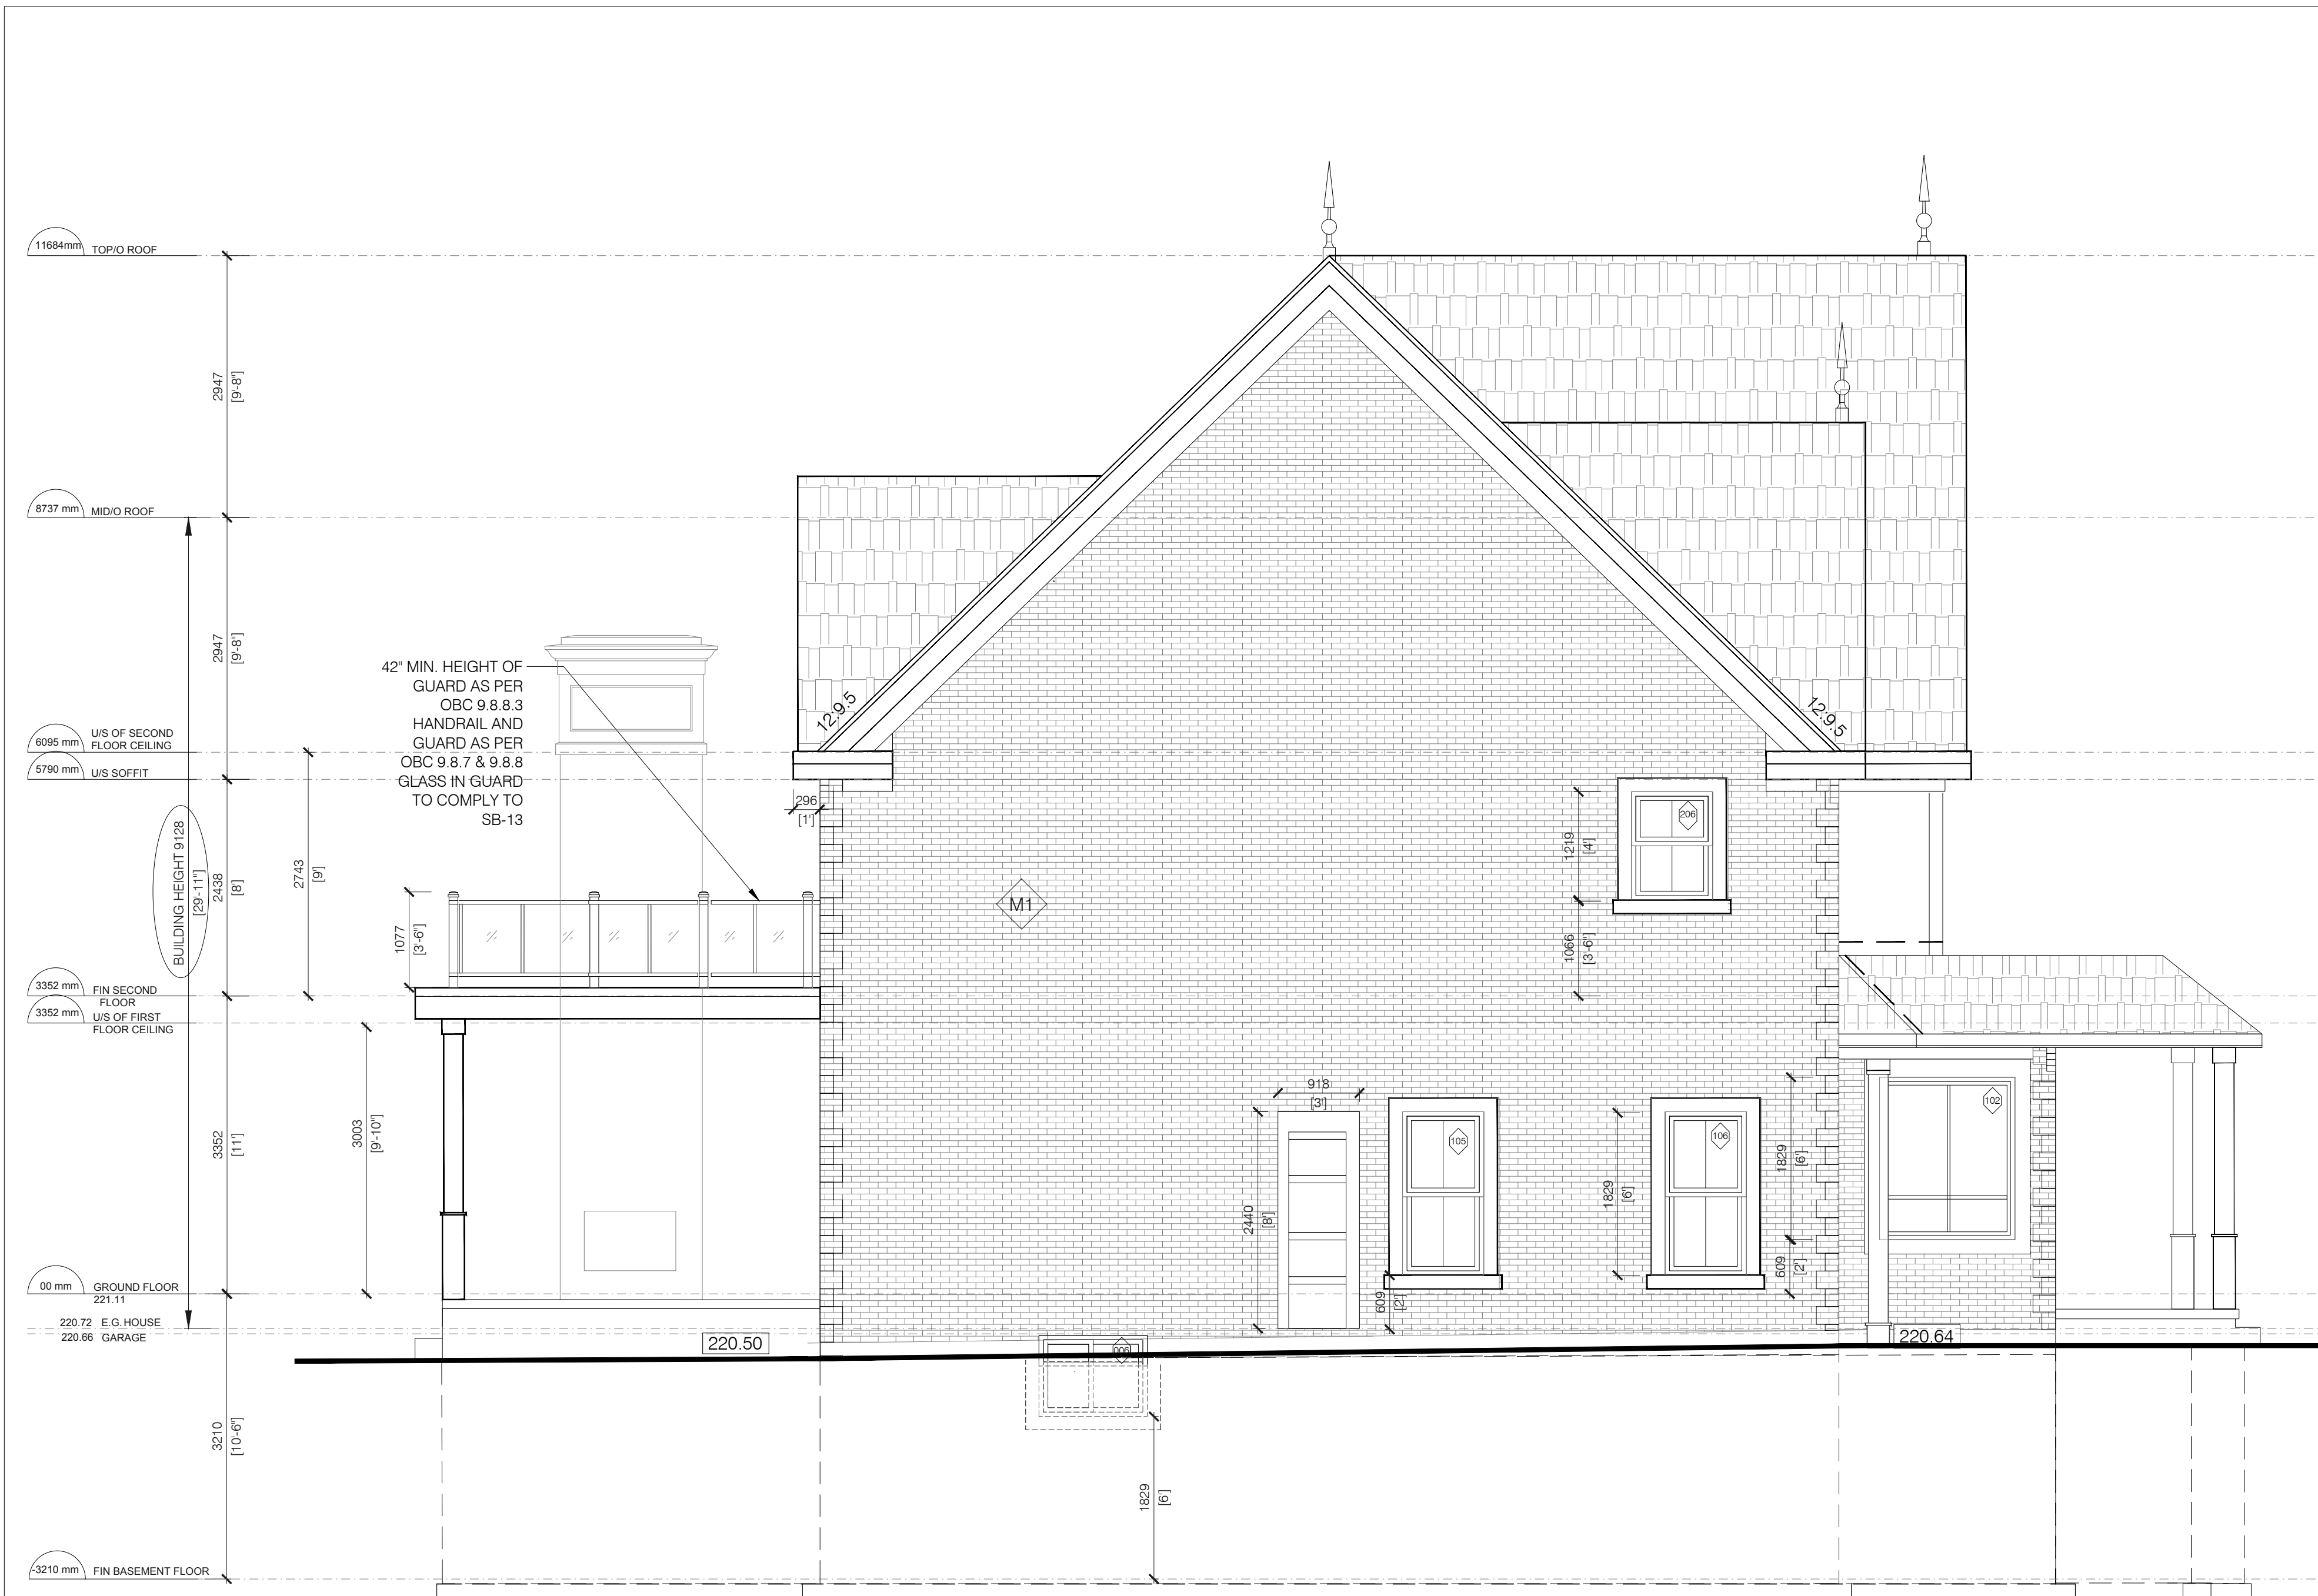 11684mm TOP/O ROOF
2947
[9'-8"]
8737 mm MID/O ROOF
2947
[9'-8"]
42" MIN. HEIGHT OF
GUARD AS PER
OBC 9.8.8.3
HANDRAIL AND
GUARD AS PER
OBC 9.8.7 & 9.8.8
GLASS IN GUARD
TO COMPLY TO
SB-13
12:9.5
12:9.5
6095 mm U/S OF SECOND
FLOOR CEILING
5790 mm U/S SOFFIT
296
[1']
206
1219
[4']
BUILDING HEIGHT 9128
[29'-11"]
2438
[8']
2743
[9']
M1
1077
[3'-6"]
1066
[3'-6"]
3352 mm FIN SECOND
FLOOR
3352 mm U/S OF FIRST
FLOOR CEILING
918
[3']
102
105
106
3352
[11']
3003
[9'-10"]
2440
[8']
1829
[6']
1829
[6']
609
[2']
609
[2']
00 mm GROUND FLOOR
221.11
220.72 E.G. HOUSE
220.66 GARAGE
220.50
220.64
006
3210
[10'-6"]
1829
[6']
-3210 mm FIN BASEMENT FLOOR